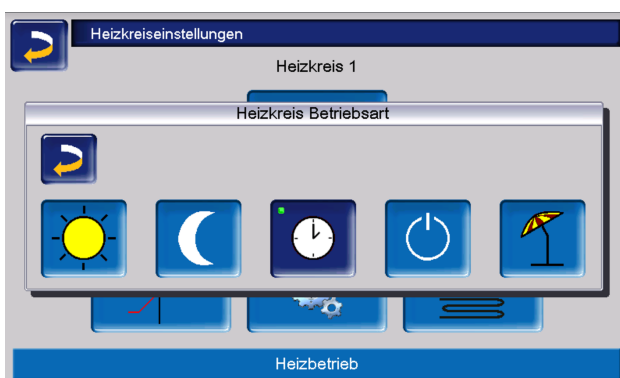 Heizkreiseinstellungen
Heizkreis 1
Heizkreis Betriebsart
Heizbetrieb